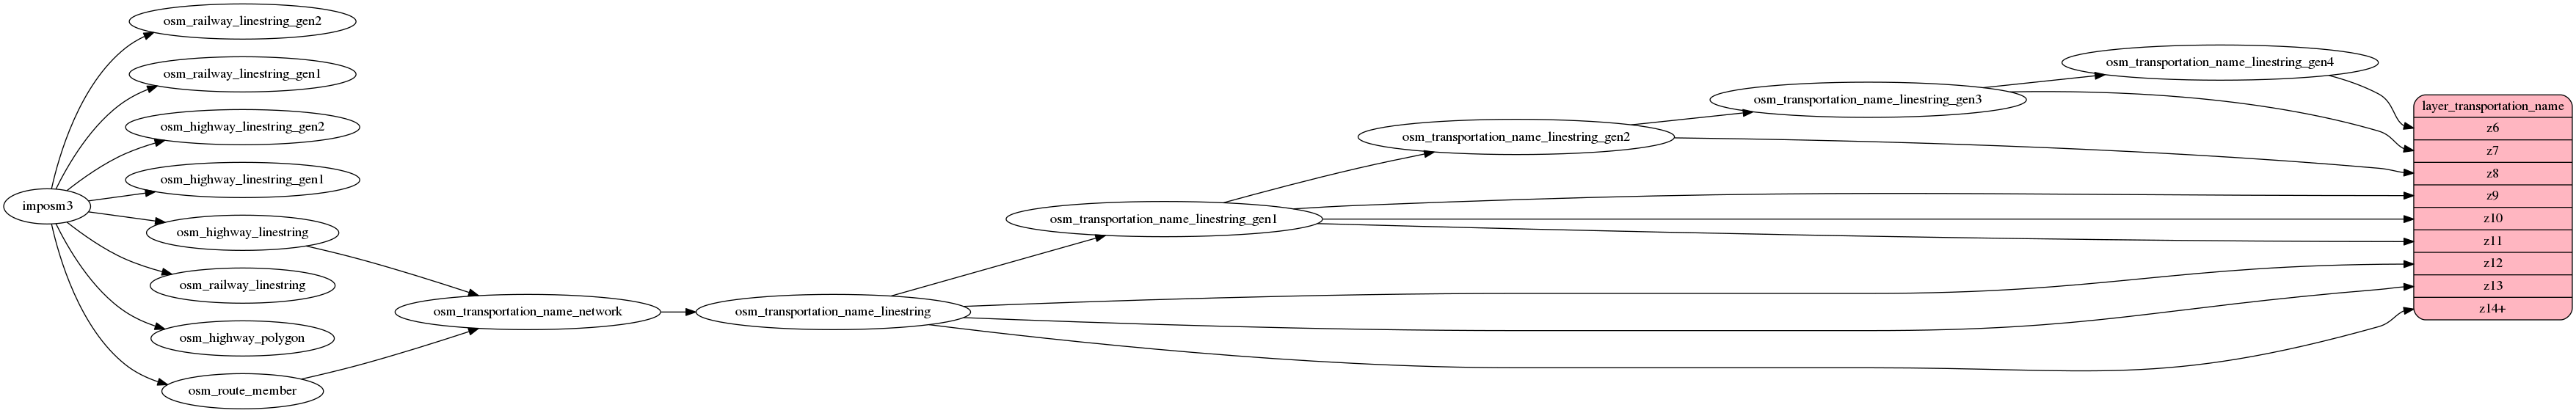 imposm3
osm_railway_linestring_gen2
osm_railway_linestring_gen1
osm_highway_linestring_gen2
osm_highway_linestring_gen1
osm_highway_linestring
osm_railway_linestring
osm_highway_polygon
osm_route_member
osm_transportation_name_network
osm_transportation_name_linestring
osm_transportation_name_linestring_gen1
osm_transportation_name_linestring_gen2
osm_transportation_name_linestring_gen3
osm_transportation_name_linestring_gen4
layer_transportation_name
z6
z7
z8
z9
z10
z11
z12
z13
z14+